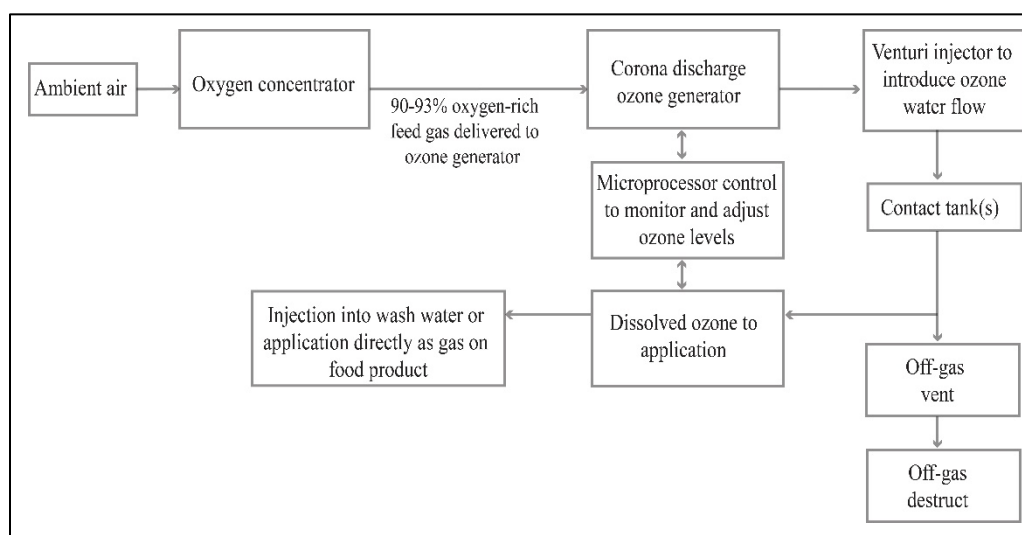 Ambient air
Oxygen concentrator
90-93% oxygen-rich
feed gas delivered to
ozone generator
Corona discharge
ozone generator
Venturi injector to
introduce ozone
water flow
Microprocessor control
to monitor and adjust
ozone levels
Contact tank(s)
Injection into wash water or
application directly as gas on
food product
Dissolved ozone to
application
Off-gas
vent
Off-gas
destruct